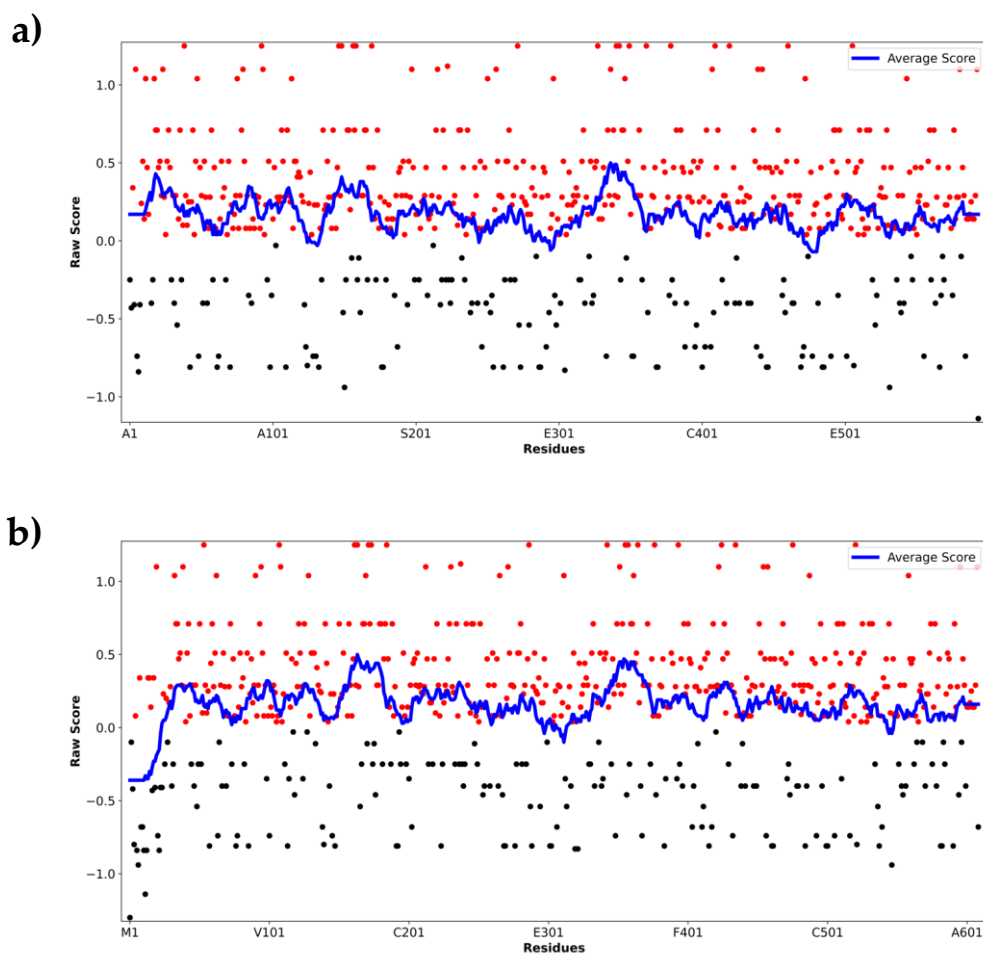 a)
Average Score
1.0
0.5
0.0
−0.5
−1.0
Raw Score
A1 A101 S201 E301 C401 E501
Residues
b)
Average Score
1.0
0.5
0.0
−0.5
−1.0
Raw Score
M1 V101 C201 E301 F401 C501 A601
Residues